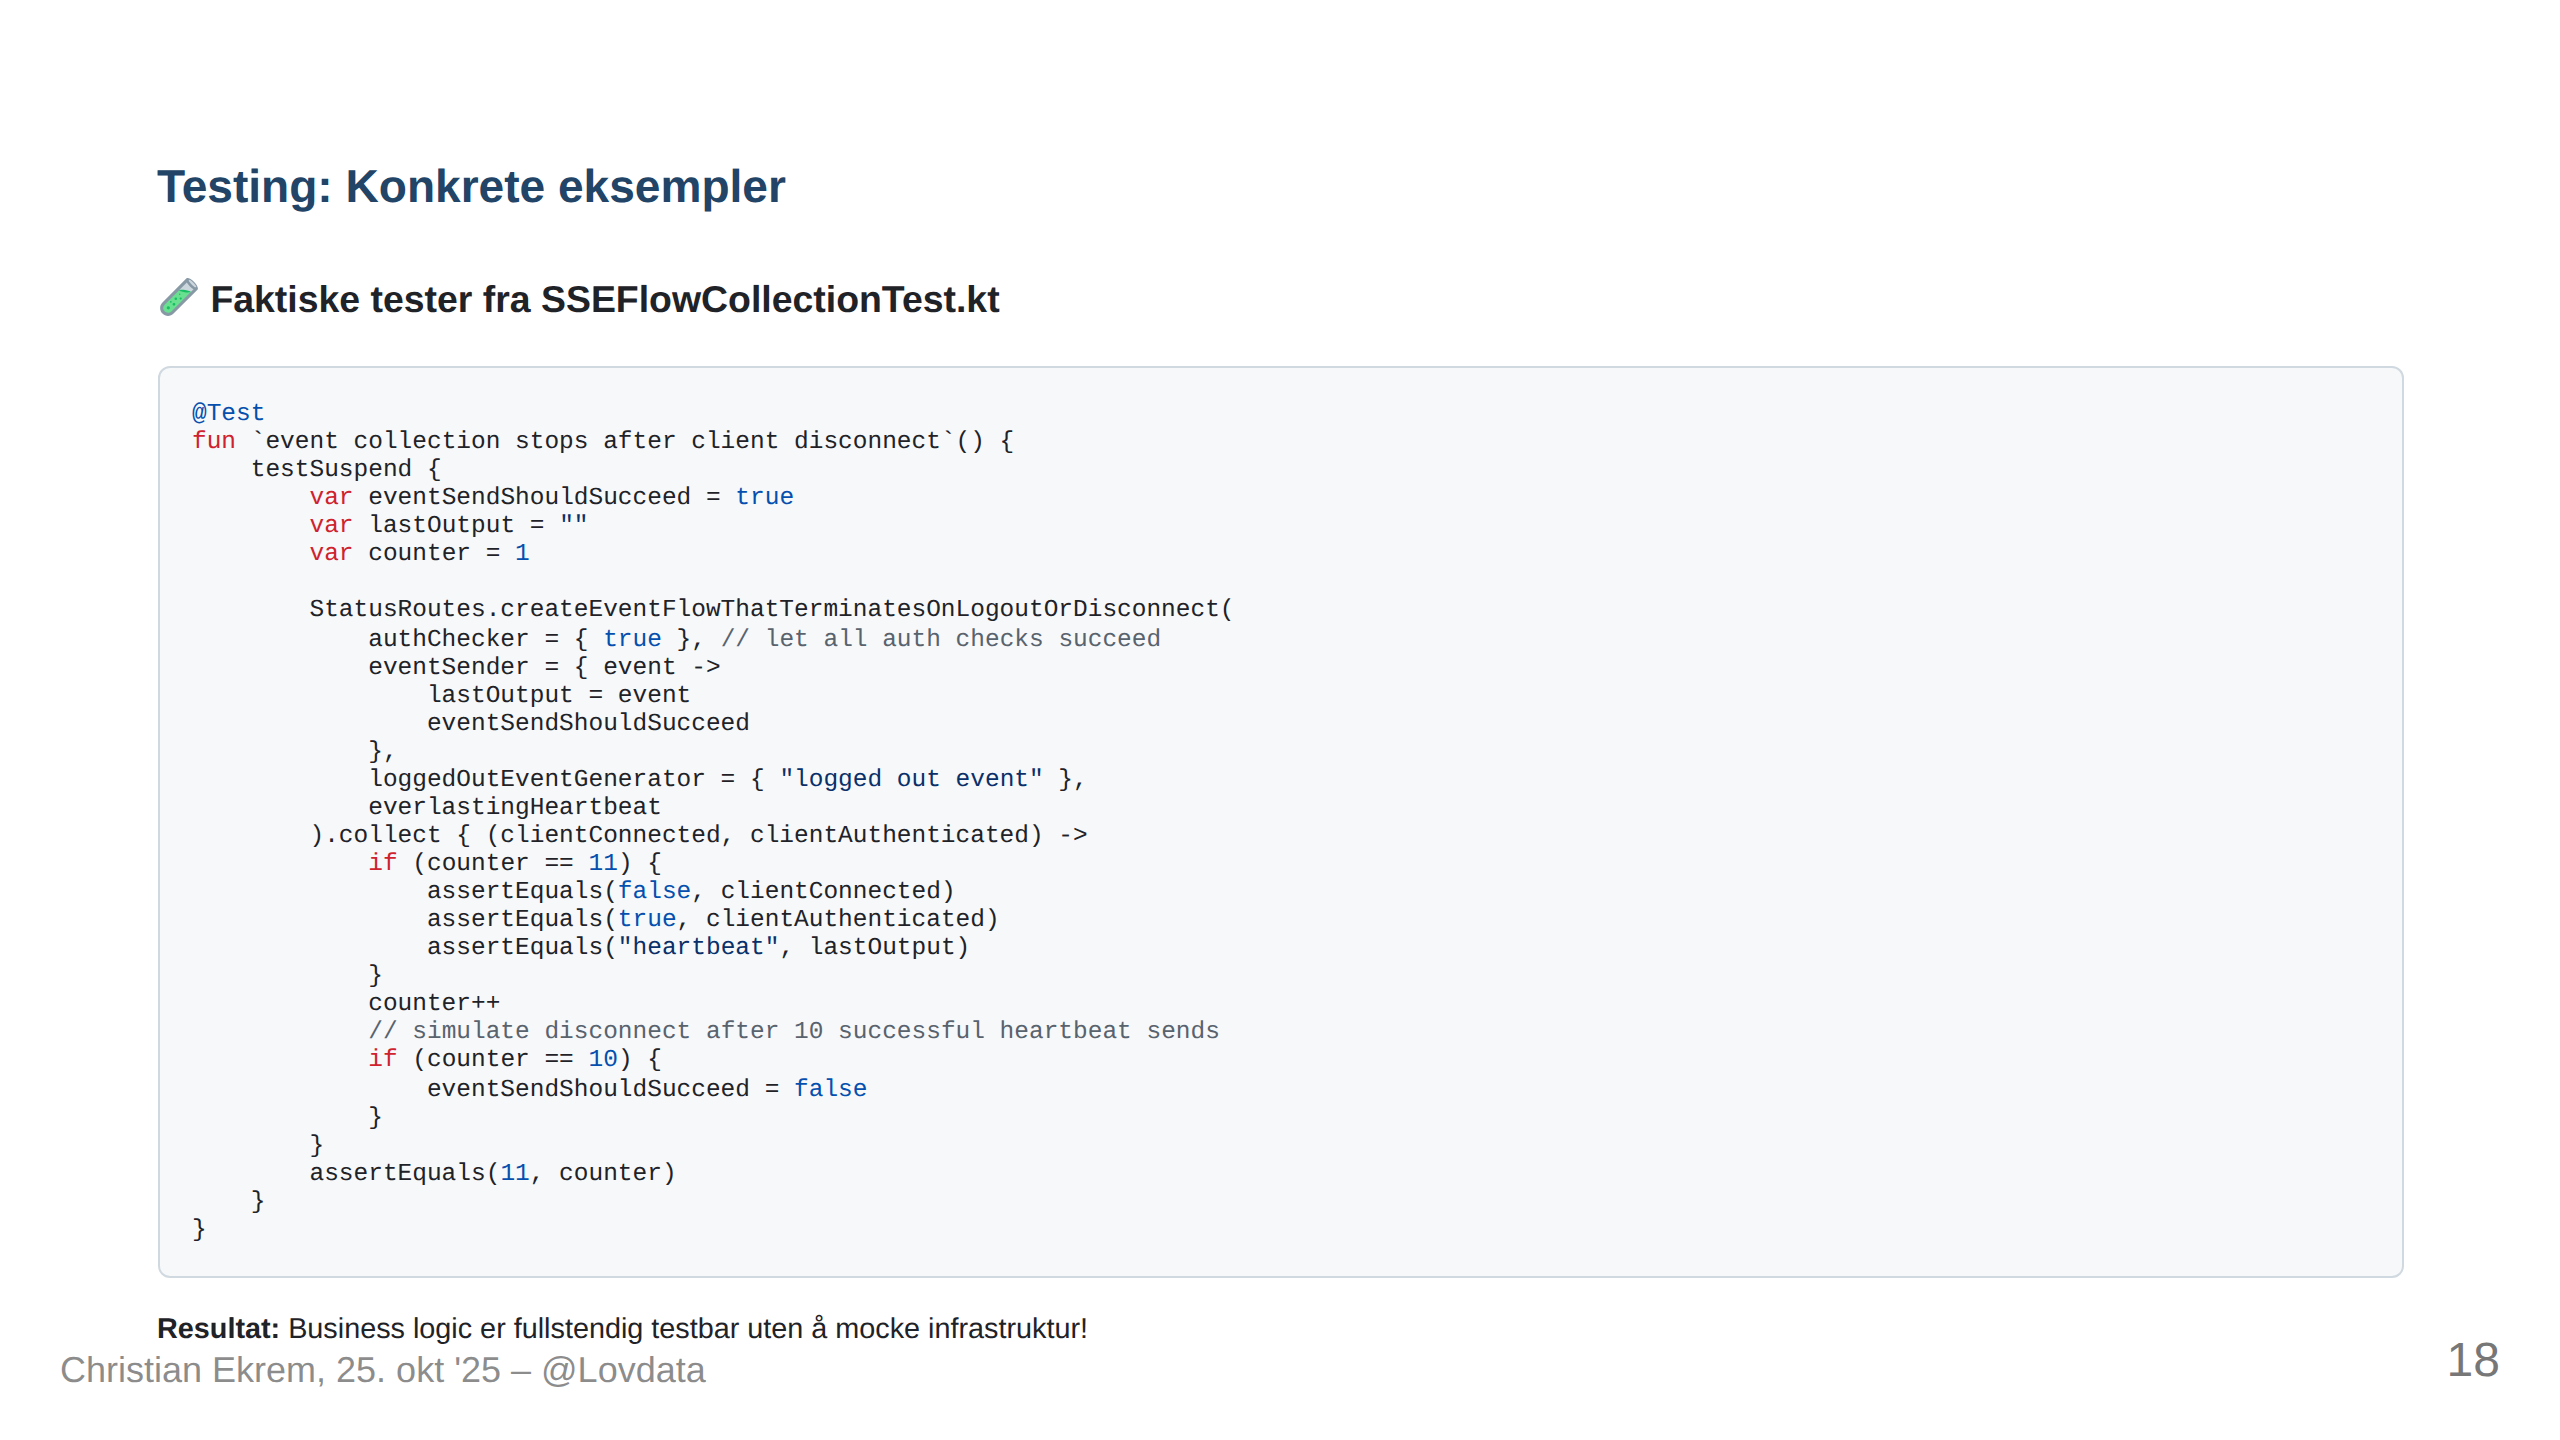 Testing: Konkrete eksempler
🧪 Faktiske tester fra SSEFlowCollectionTest.kt
@Test
fun `event collection stops after client disconnect`() {
    testSuspend {
        var eventSendShouldSucceed = true
        var lastOutput = ""
        var counter = 1

        StatusRoutes.createEventFlowThatTerminatesOnLogoutOrDisconnect(
            authChecker = { true }, // let all auth checks succeed
            eventSender = { event ->
                lastOutput = event
                eventSendShouldSucceed
            },
            loggedOutEventGenerator = { "logged out event" },
            everlastingHeartbeat
        ).collect { (clientConnected, clientAuthenticated) ->
            if (counter == 11) {
                assertEquals(false, clientConnected)
                assertEquals(true, clientAuthenticated)
                assertEquals("heartbeat", lastOutput)
            }
            counter++
            // simulate disconnect after 10 successful heartbeat sends
            if (counter == 10) {
                eventSendShouldSucceed = false
            }
        }
        assertEquals(11, counter)
    }
}
Resultat: Business logic er fullstendig testbar uten å mocke infrastruktur!
Christian Ekrem, 25. okt '25 – @Lovdata
18